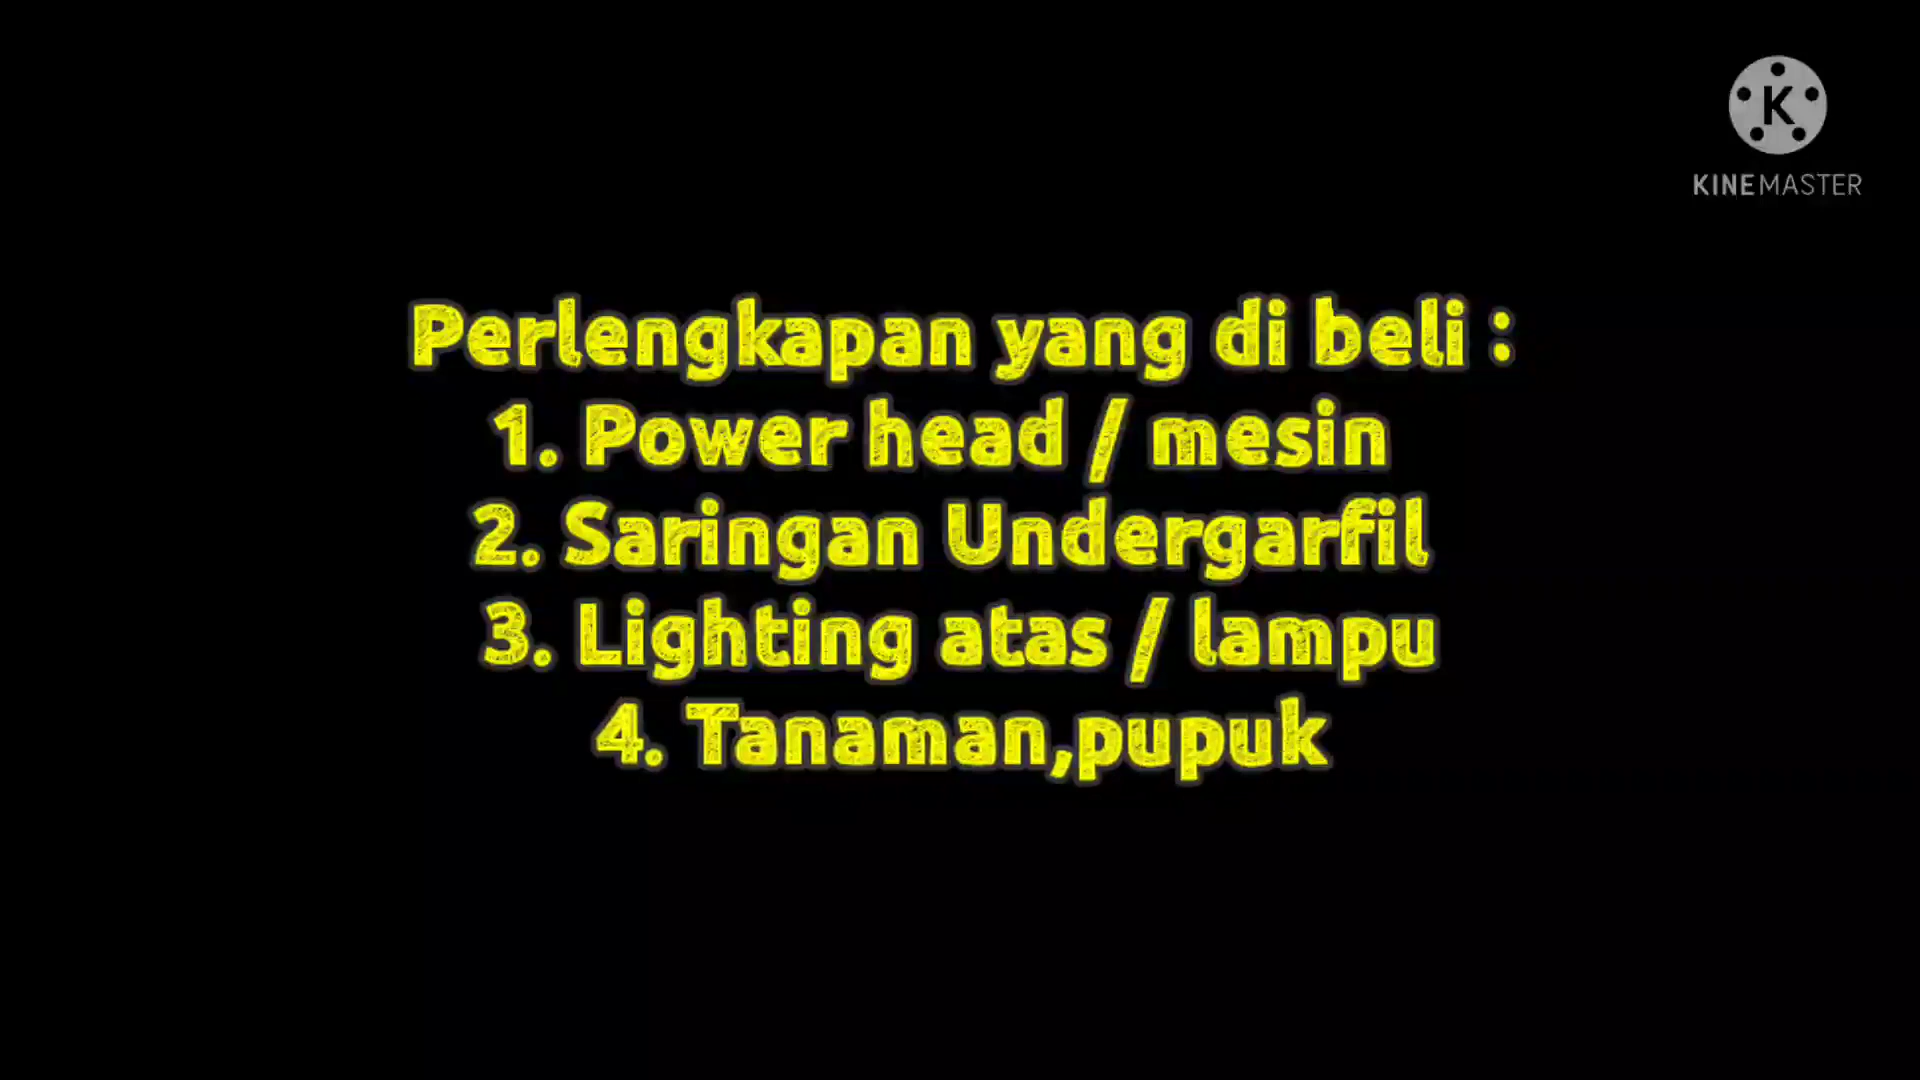 K
KINEMASTER
Perlengkapan yang di beli :
1. Power head / mesin
2. Saringan Undergarfil
3. Lighting atas / lampu
4. Tanaman,pupuk